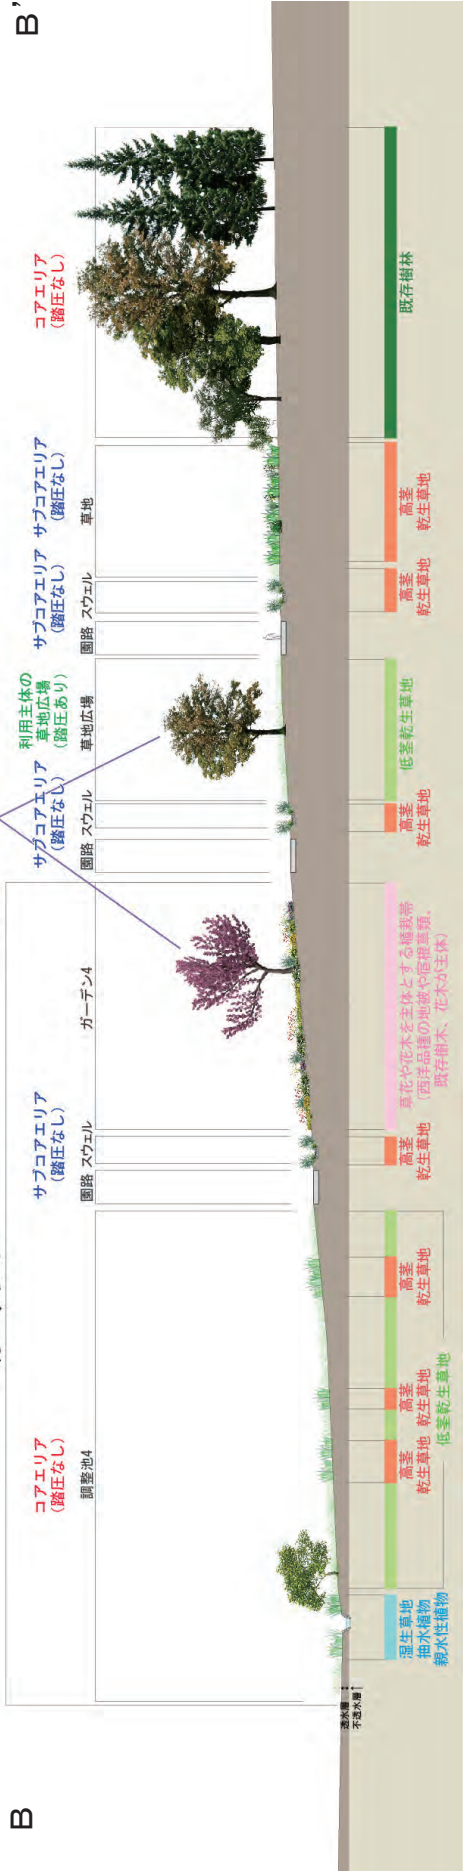 B
B'
コアエリア
(踏圧なし)
調整池4
サブコアエリア
(踏圧なし)
園路
スウェル
ガーデン4
サブコアエリア
(踏圧なし)
園路
スウェル
利用主体の
草地広場
(踏圧あり)
草地広場
サブコアエリア
(踏圧なし)
園路
スウェル
サブコアエリア
(踏圧なし)
草地
コアエリア
(踏圧なし)
透水層
不透水層
湿生草地
抽水植物
親水性植物
高茎
乾生草地
高茎
乾生草地
高茎
乾生草地
低茎乾生草地
高茎
乾生草地
草花や花木を主体とする植栽帯
(西洋品種の地被や宿根草類。
既存樹木、花木が主体)
高茎
乾生草地
低茎乾生草地
高茎
乾生草地
高茎
乾生草地
既存樹林